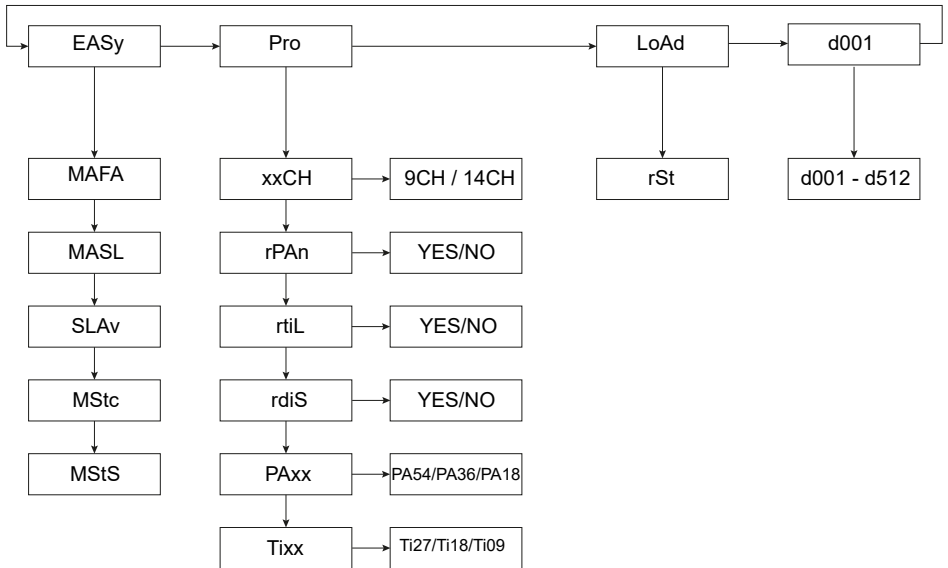 EASy
Pro
LoAd
d001
MAFA
xxCH
9CH / 14CH
rSt
d001 - d512
MASL
rPAn
YES/NO
SLAv
rtiL
YES/NO
MStc
rdiS
YES/NO
MStS
PAxx
PA54/PA36/PA18
Tixx
Ti27/Ti18/Ti09